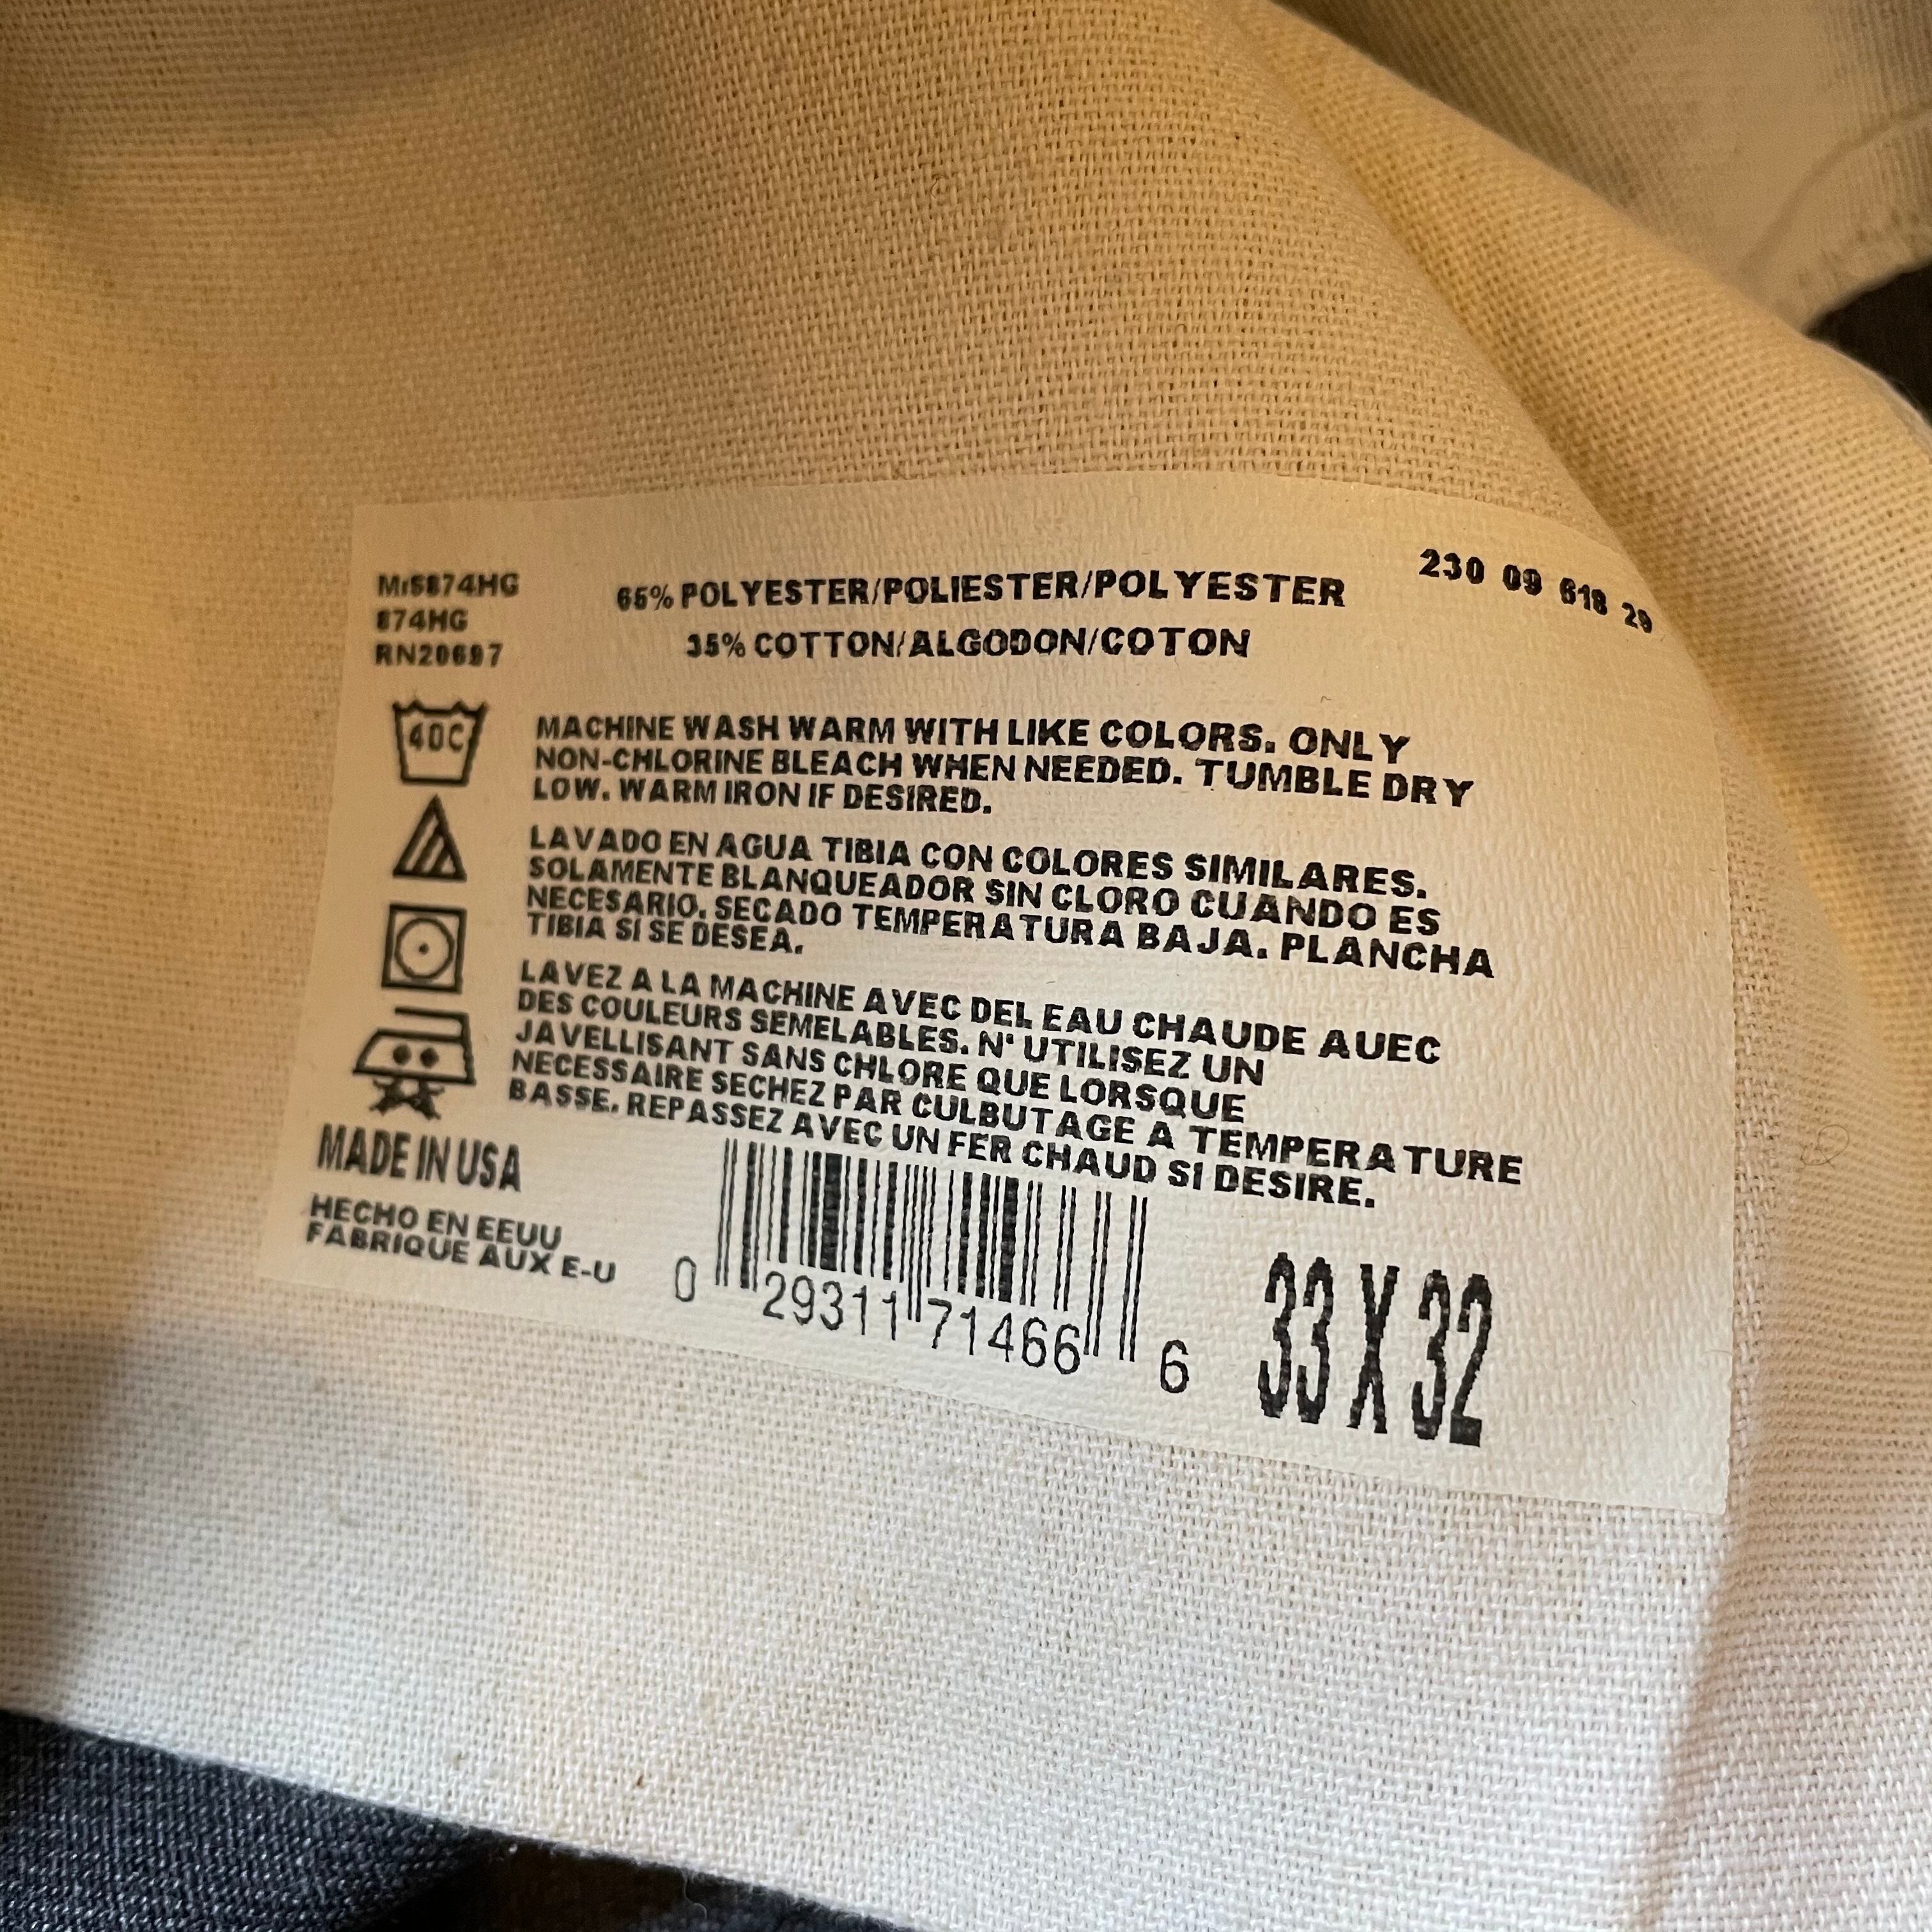 874HG
RN20697
65% POLYESTER/POLIESTER/POLYESTER
35% COTTON/ALGODON/COTON
230 09 618 29
40C
MACHINE WASH WARM WITH LIKE COLORS. ONLY
NON-CHLORINE BLEACH WHEN NEEDED. TUMBLE DRY
LOW. WARM IRON IF DESIRED.
LAVADO EN AGUA TIBIA CON COLORES SIMILARES.
SOLAMENTE BLANQUEADOR SIN CLORO CUANDO ES
NECESARIO. SECADO TEMPERATURA BAJA. PLANCHA
TIBIA SI SE DESEA.
LAVEZ A LA MACHINE AVEC DEL EAU CHAUDE AUEC
DES COULEURS SEMELABLES. N' UTILISEZ UN
JAVELLISANT SANS CHLORE QUE LORSQUE
NECESSAIRE SECHEZ PAR CULBUTAGE A TEMPERATURE
BASSE. REPASSEZ AVEC UN FER CHAUD SI DESIRE.
MADE IN USA
HECHO EN EEUU
FABRIQUE AUX E-U
0 29311 71466 6
33 X 32